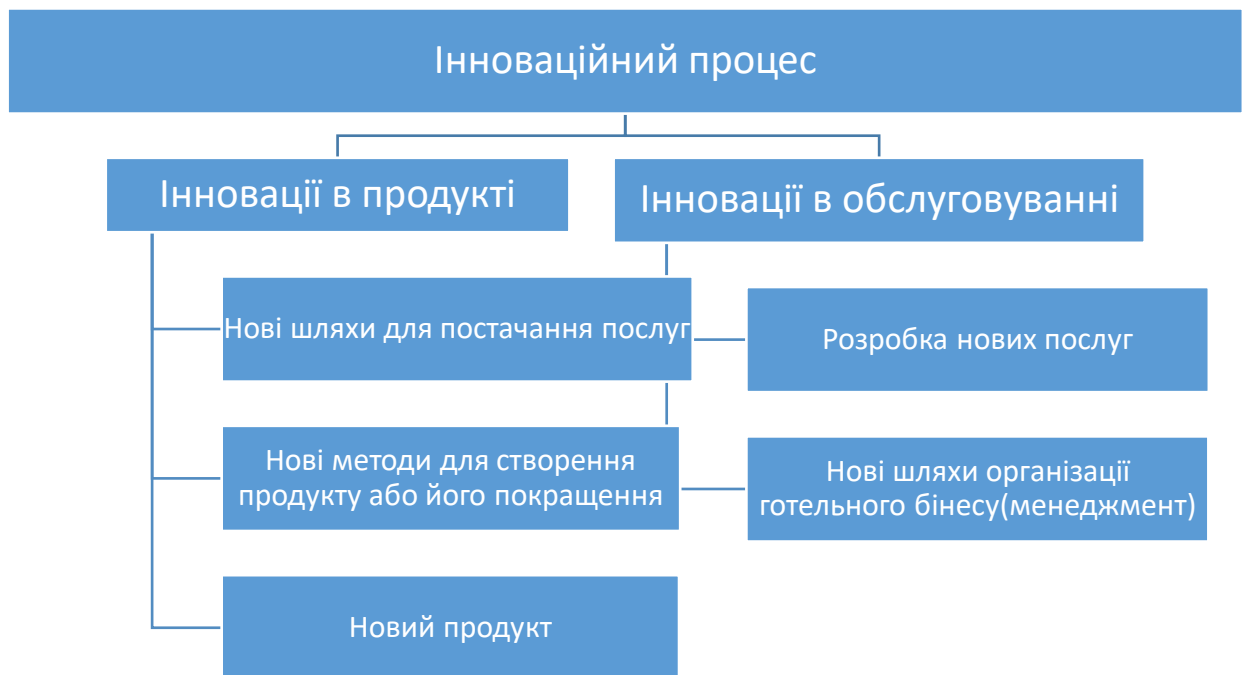 Інноваційний процес
Інновації в продукті
Інновації в обслуговуванні
Нові шляхи для постачання послуг
Розробка нових послуг
Нові методи для створення
продукту або його покращення
Нові шляхи організації
готельного бінесу(менеджмент)
Новий продукт